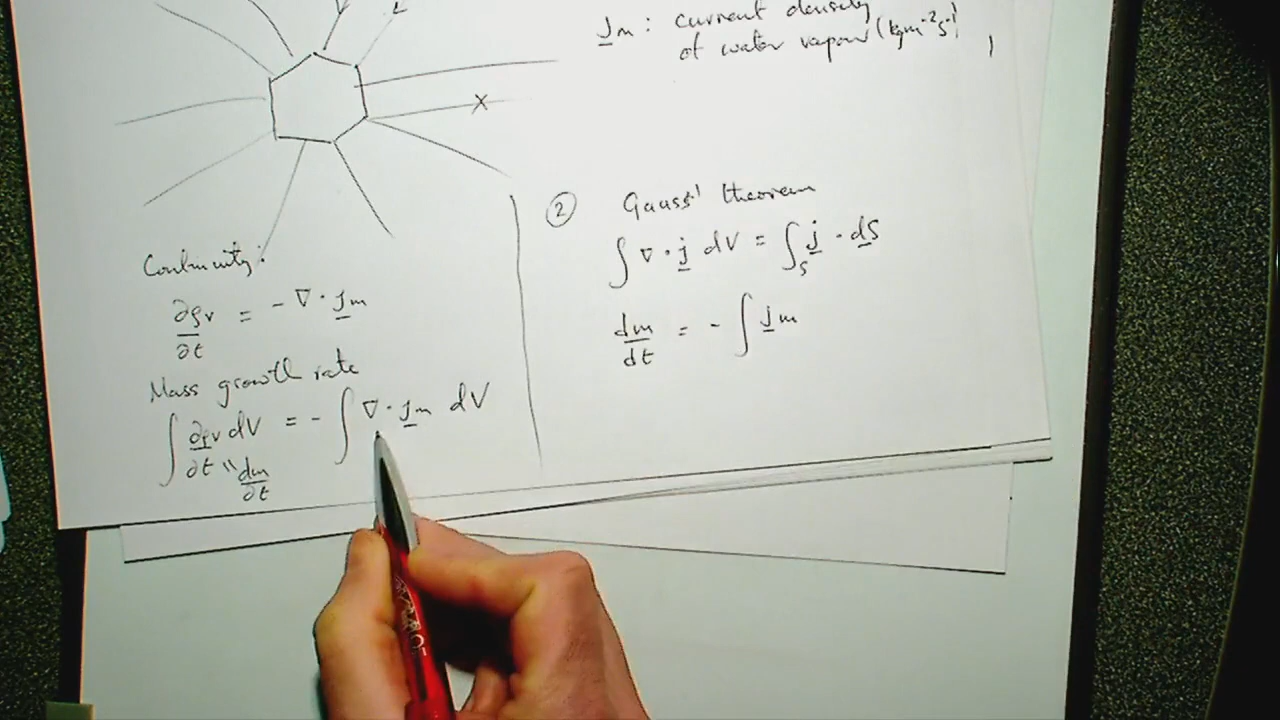 j m : current density
of water vapour (kgm⁻²s⁻¹)
X
Continuity:
∂ρv/∂t = - ∇ · j m
Mass growth rate
∫ ∂ρv/∂t dV = - ∫ ∇ · j m dV
" dm/∂t
② Gauss' theorem
∫ ∇ · j dV = ∫s j · dS
dm/dt = - ∫ j m